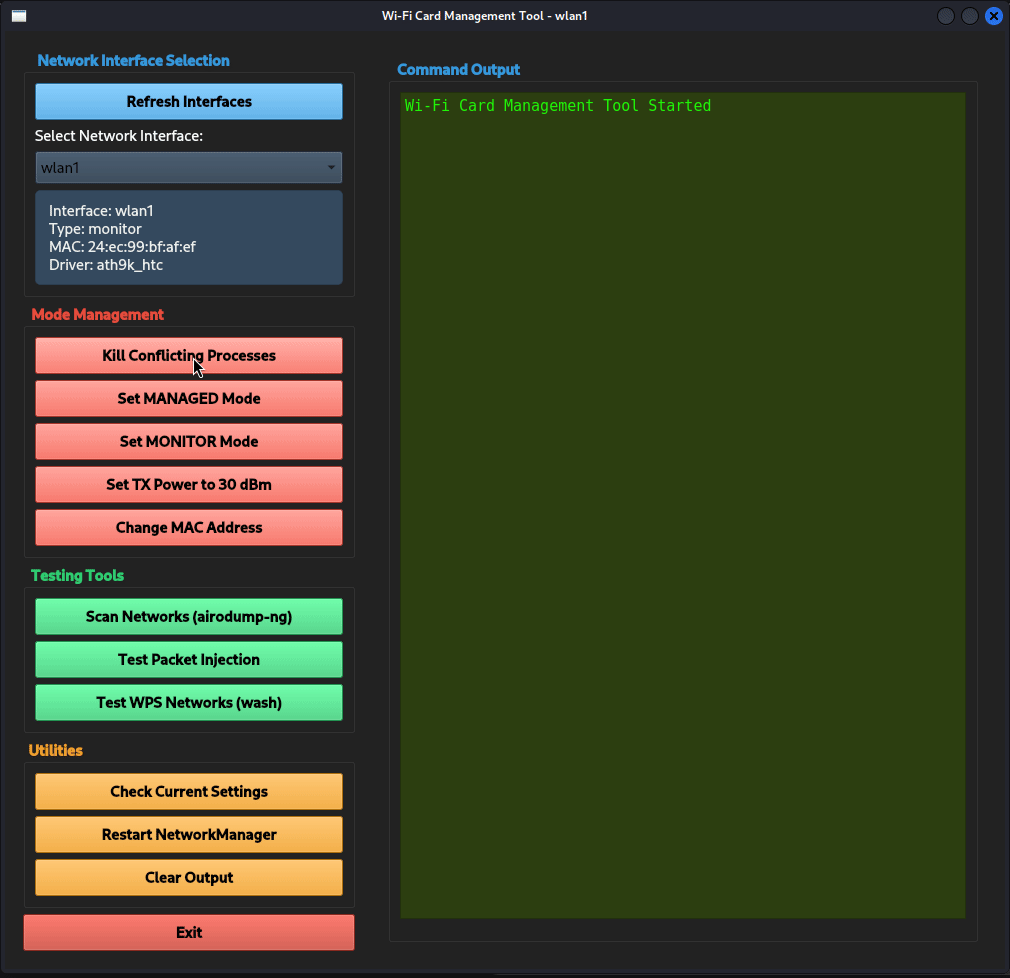 Wi-Fi Card Management Tool - wlan1
Network Interface Selection
Refresh Interfaces
Select Network Interface:
wlan1
Interface: wlan1
Type: monitor
MAC: 24:ec:99:bf:af:ef
Driver: ath9k_htc
Mode Management
Kill Conflicting Processes
Set MANAGED Mode
Set MONITOR Mode
Set TX Power to 30 dBm
Change MAC Address
Testing Tools
Scan Networks (airodump-ng)
Test Packet Injection
Test WPS Networks (wash)
Utilities
Check Current Settings
Restart NetworkManager
Clear Output
Exit
Command Output
Wi-Fi Card Management Tool Started